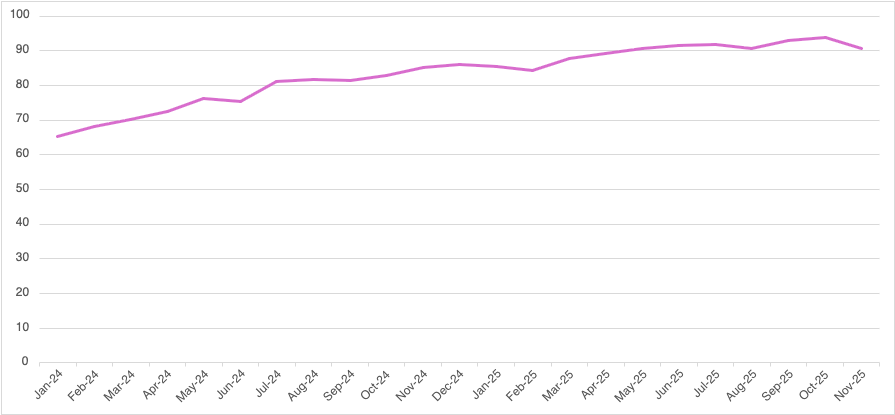 100
90
80
70
60
50
40
30
20
10
0
Jan-24
Feb-24
Mar-24
Apr-24
May-24
Jun-24
Jul-24
Aug-24
Sep-24
Oct-24
Nov-24
Dec-24
Jan-25
Feb-25
Mar-25
Apr-25
May-25
Jun-25
Jul-25
Aug-25
Sep-25
Oct-25
Nov-25